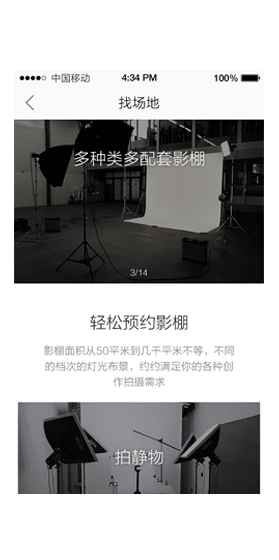 中国移动 4:34 PM 100%
找场地
多种类多配套影棚
3/14
轻松预约影棚
影棚面积从50平米到几千平米不等，不同
的档次的灯光布景，约约满足你的各种创
作拍摄需求
拍静物